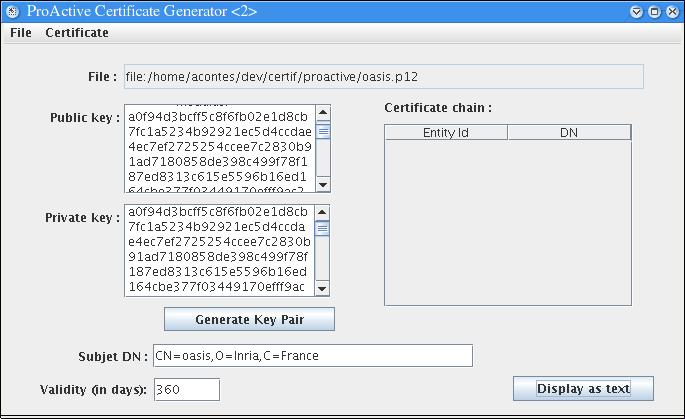 ProActive Certificate Generator <2>
File Certificate
File : file:/home/acontes/dev/certif/proactive/oasis.p12
Public key :
a0f94d3bcff5c8f6fb02e1d8cb
7fc1a5234b92921ec5d4ccdae
4ec7ef2725254ccee7c2830b9
1ad7180858de398c499f78f1
87ed8313c615e5596b16ed1
164cbe377f03449170efff9ac2
Certificate chain :
Entity Id DN
Private key :
a0f94d3bcff5c8f6fb02e1d8cb
7fc1a5234b92921ec5d4ccda
e4ec7ef2725254ccee7c2830b
91ad7180858de398c499f78f
187ed8313c615e5596b16ed
164cbe377f03449170efff9ac
Generate Key Pair
Subjet DN : CN=oasis,O=Inria,C=France
Validity (in days): 360
Display as text